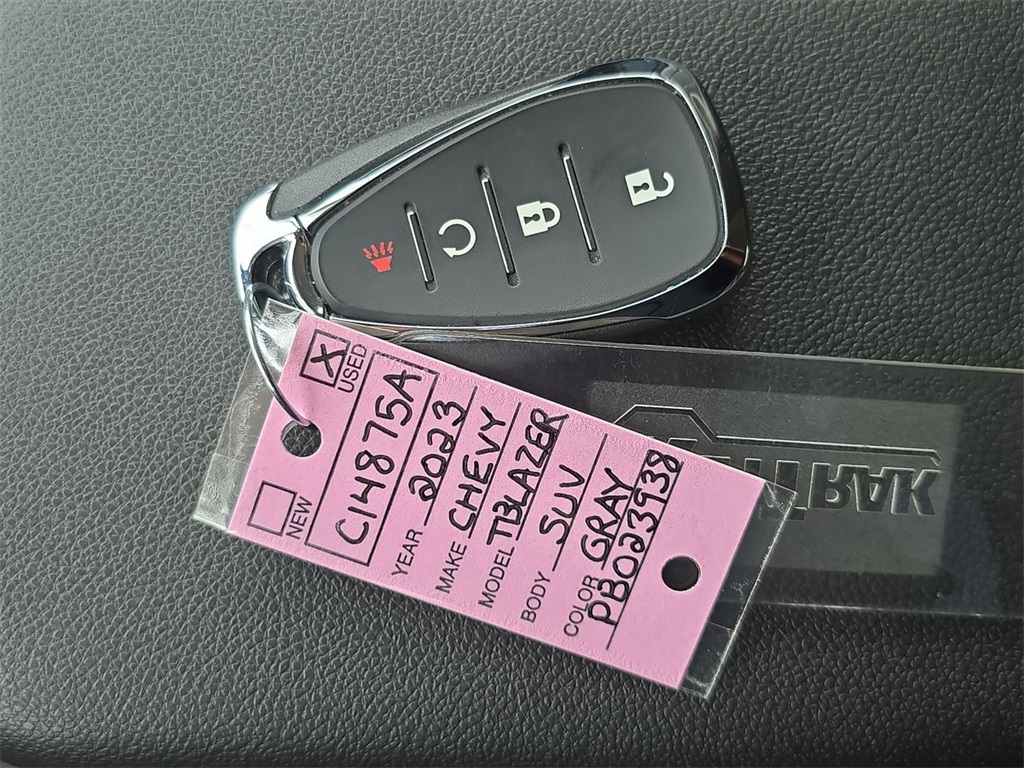 X USED
NEW
C14875A
YEAR 2023
MAKE CHEVY
MODEL TBLAZER
BODY SUV
COLOR GRAY
PB023938